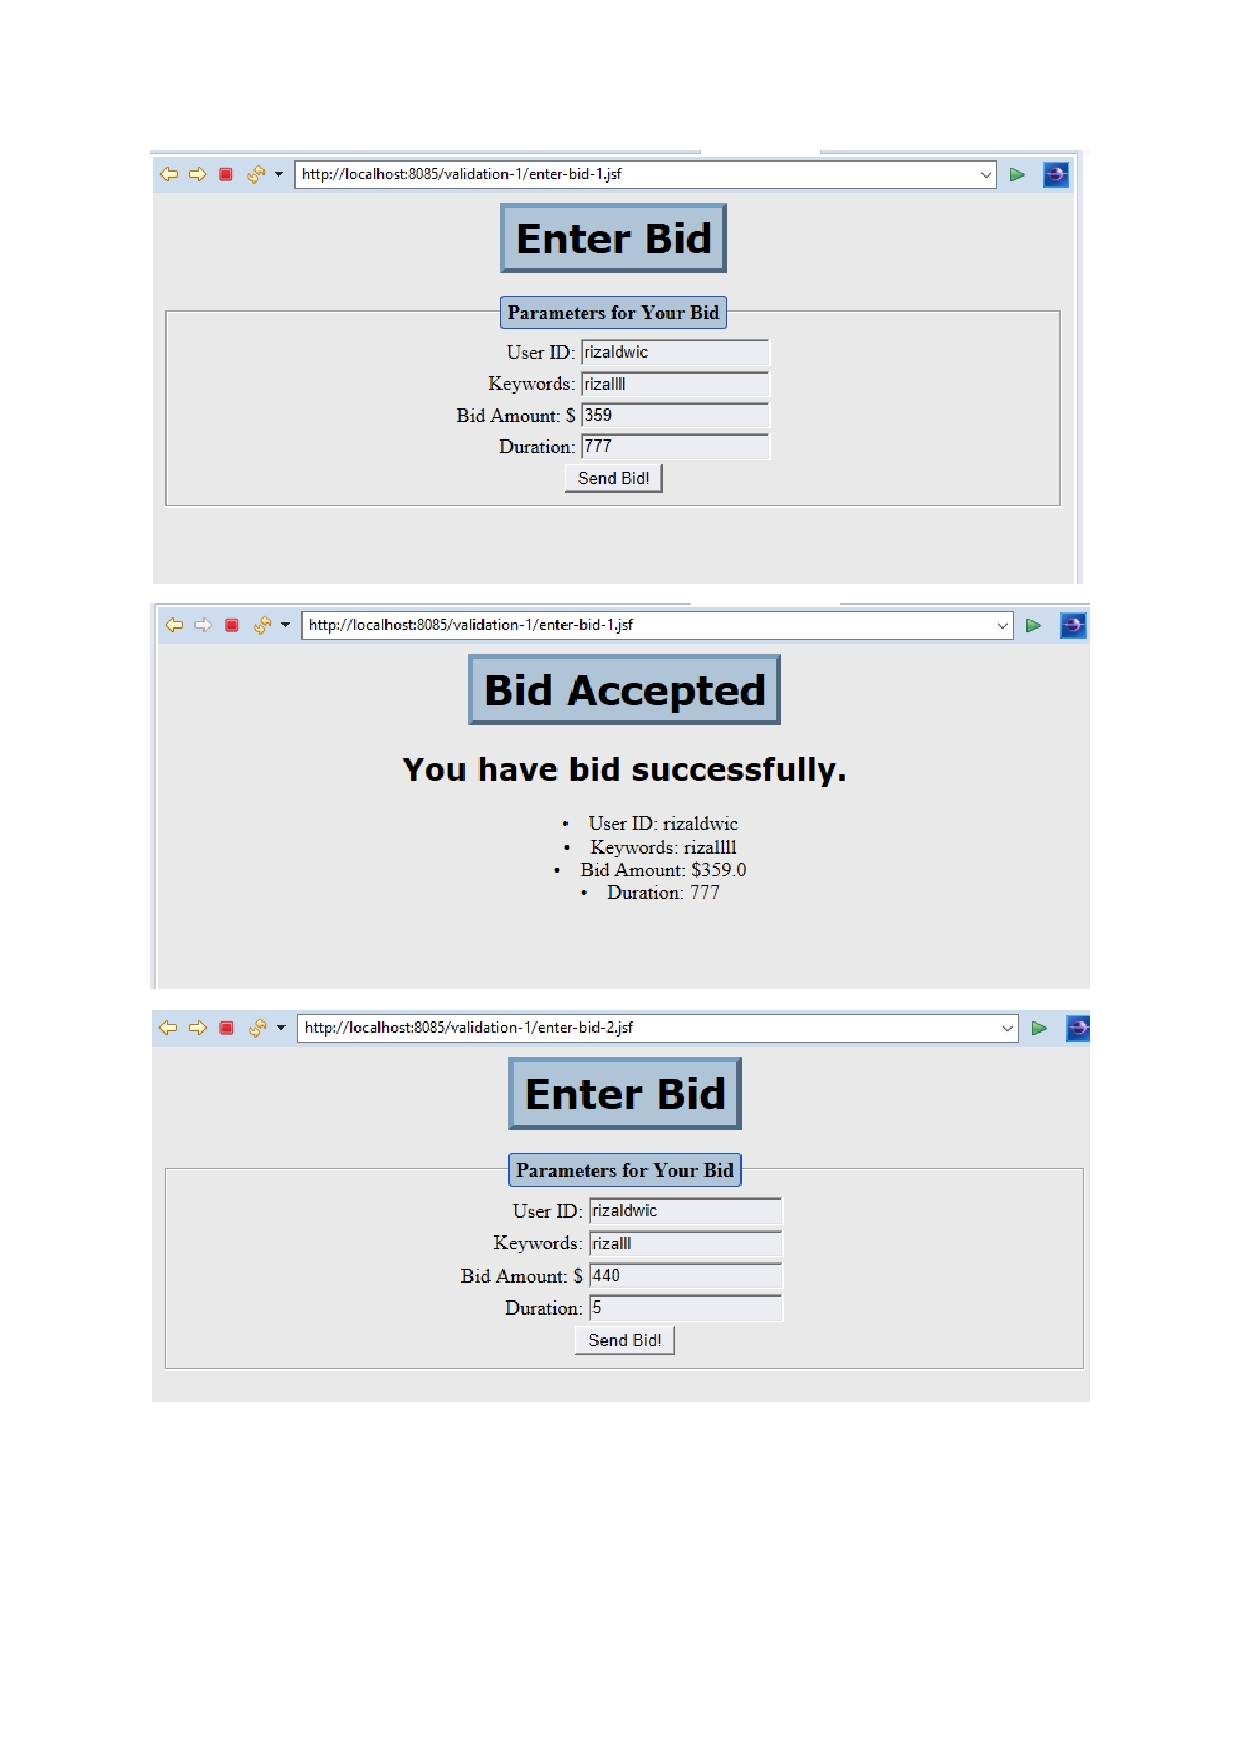 http://localhost:8085/validation-1/enter-bid-1.jsf
Enter Bid
Parameters for Your Bid
User ID: rizaldwic
Keywords: rizallll
Bid Amount: $ 359
Duration: 777
Send Bid!
http://localhost:8085/validation-1/enter-bid-1.jsf
Bid Accepted
You have bid successfully.
• User ID: rizaldwic
• Keywords: rizallll
• Bid Amount: $359.0
• Duration: 777
http://localhost:8085/validation-1/enter-bid-2.jsf
Enter Bid
Parameters for Your Bid
User ID: rizaldwic
Keywords: rizalll
Bid Amount: $ 440
Duration: 5
Send Bid!